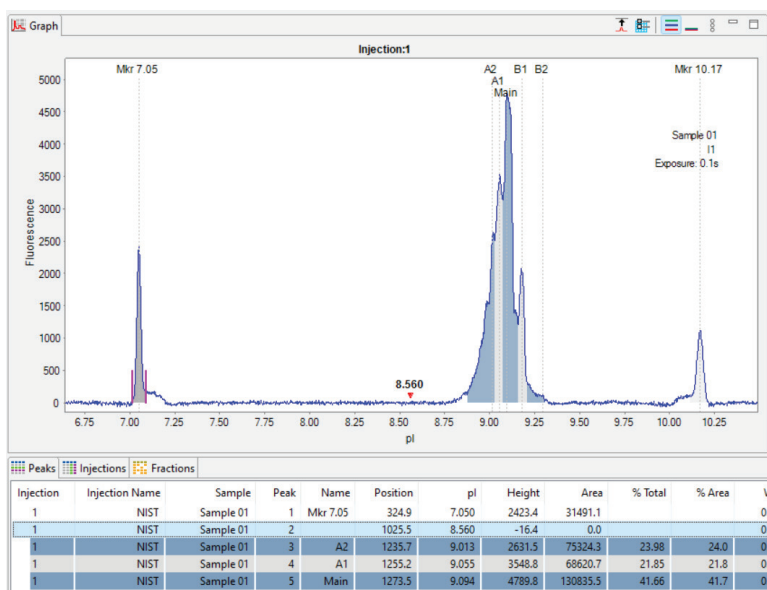 Graph
Injection:1
Mkr 7.05
A2
B1
B2
Mkr 10.17
A1
Main
Sample 01
I1
Exposure: 0.1s
Fluorescence
5000
4500
4000
3500
3000
2500
2000
1500
1000
500
0
8.560
6.75 7.00 7.25 7.50 7.75 8.00 8.25 8.50 8.75 9.00 9.25 9.50 9.75 10.00 10.25
pI
Peaks Injections Fractions
Injection Injection Name Sample Peak Name Position pI Height Area % Total % Area
1 NIST Sample 01 1 Mkr 7.05 324.9 7.050 2423.4 31491.1 0
1 NIST Sample 01 2 1025.5 8.560 -16.4 0.0 0
1 NIST Sample 01 3 A2 1235.7 9.013 2631.5 75324.3 23.98 24.0 0
1 NIST Sample 01 4 A1 1255.2 9.055 3548.8 68620.7 21.85 21.8 0
1 NIST Sample 01 5 Main 1273.5 9.094 4789.8 130835.5 41.66 41.7 0